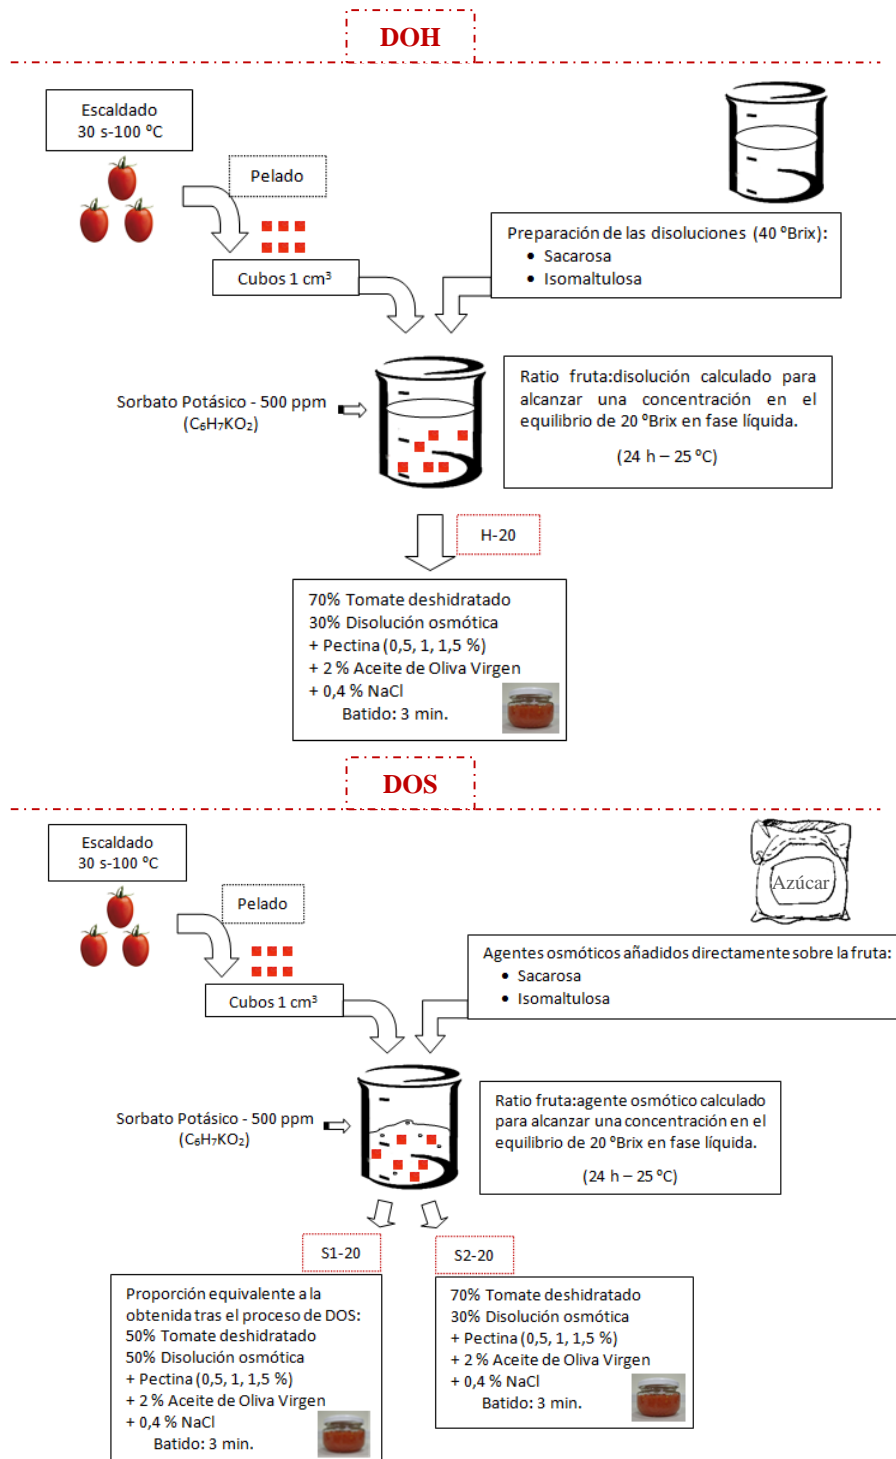 DOH
Escaldado
30 s-100 ⁰C
Pelado
Cubos 1 cm³
Preparación de las disoluciones (40 ⁰Brix):
• Sacarosa
• Isomaltulosa
Sorbato Potásico - 500 ppm
(C₆H₇KO₂)
Ratio fruta:disolución calculado para
alcanzar una concentración en el
equilibrio de 20 ⁰Brix en fase líquida.
(24 h – 25 ⁰C)
H-20
70% Tomate deshidratado
30% Disolución osmótica
+ Pectina (0,5, 1, 1,5 %)
+ 2 % Aceite de Oliva Virgen
+ 0,4 % NaCl
Batido: 3 min.
DOS
Escaldado
30 s-100 ⁰C
Azúcar
Pelado
Cubos 1 cm³
Agentes osmóticos añadidos directamente sobre la fruta:
• Sacarosa
• Isomaltulosa
Sorbato Potásico - 500 ppm
(C₆H₇KO₂)
Ratio fruta:agente osmótico calculado
para alcanzar una concentración en el
equilibrio de 20 ⁰Brix en fase líquida.
(24 h – 25 ⁰C)
S1-20
Proporción equivalente a la
obtenida tras el proceso de DOS:
50% Tomate deshidratado
50% Disolución osmótica
+ Pectina (0,5, 1, 1,5 %)
+ 2 % Aceite de Oliva Virgen
+ 0,4 % NaCl
Batido: 3 min.
S2-20
70% Tomate deshidratado
30% Disolución osmótica
+ Pectina (0,5, 1, 1,5 %)
+ 2 % Aceite de Oliva Virgen
+ 0,4 % NaCl
Batido: 3 min.